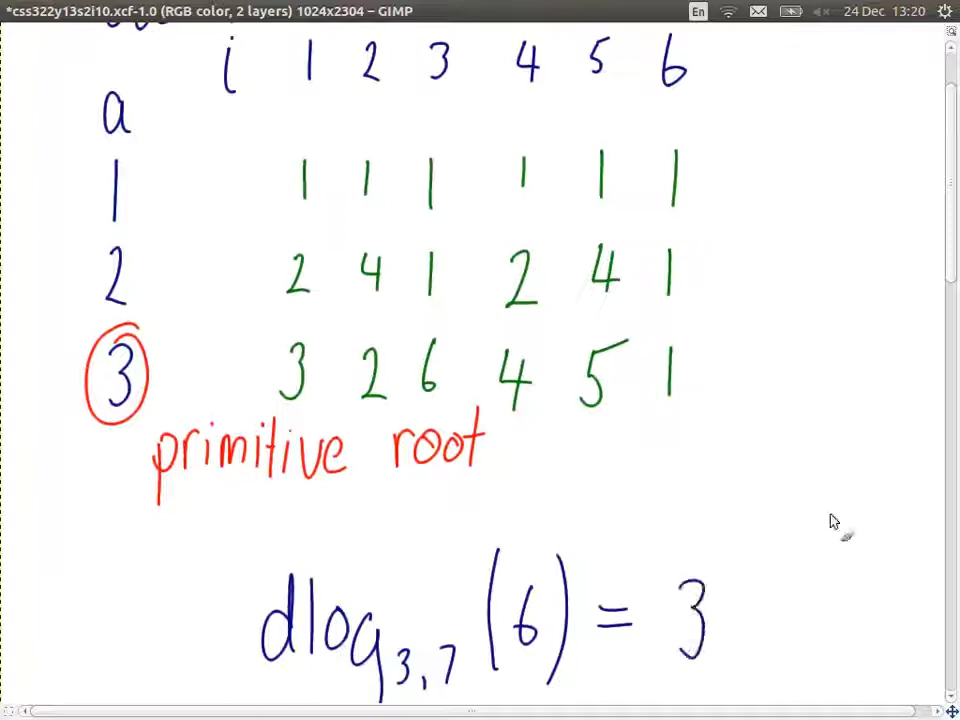 *css322y13s2i10.xcf-1.0 (RGB color, 2 layers) 1024x2304 – GIMP En 24 Dec 13:20
i 1 2 3 4 5 6
a
1 1 1 1 1 1 1
2 2 4 1 2 4 1
3 3 2 6 4 5 1
primitive root
dlog3,7 (6) = 3